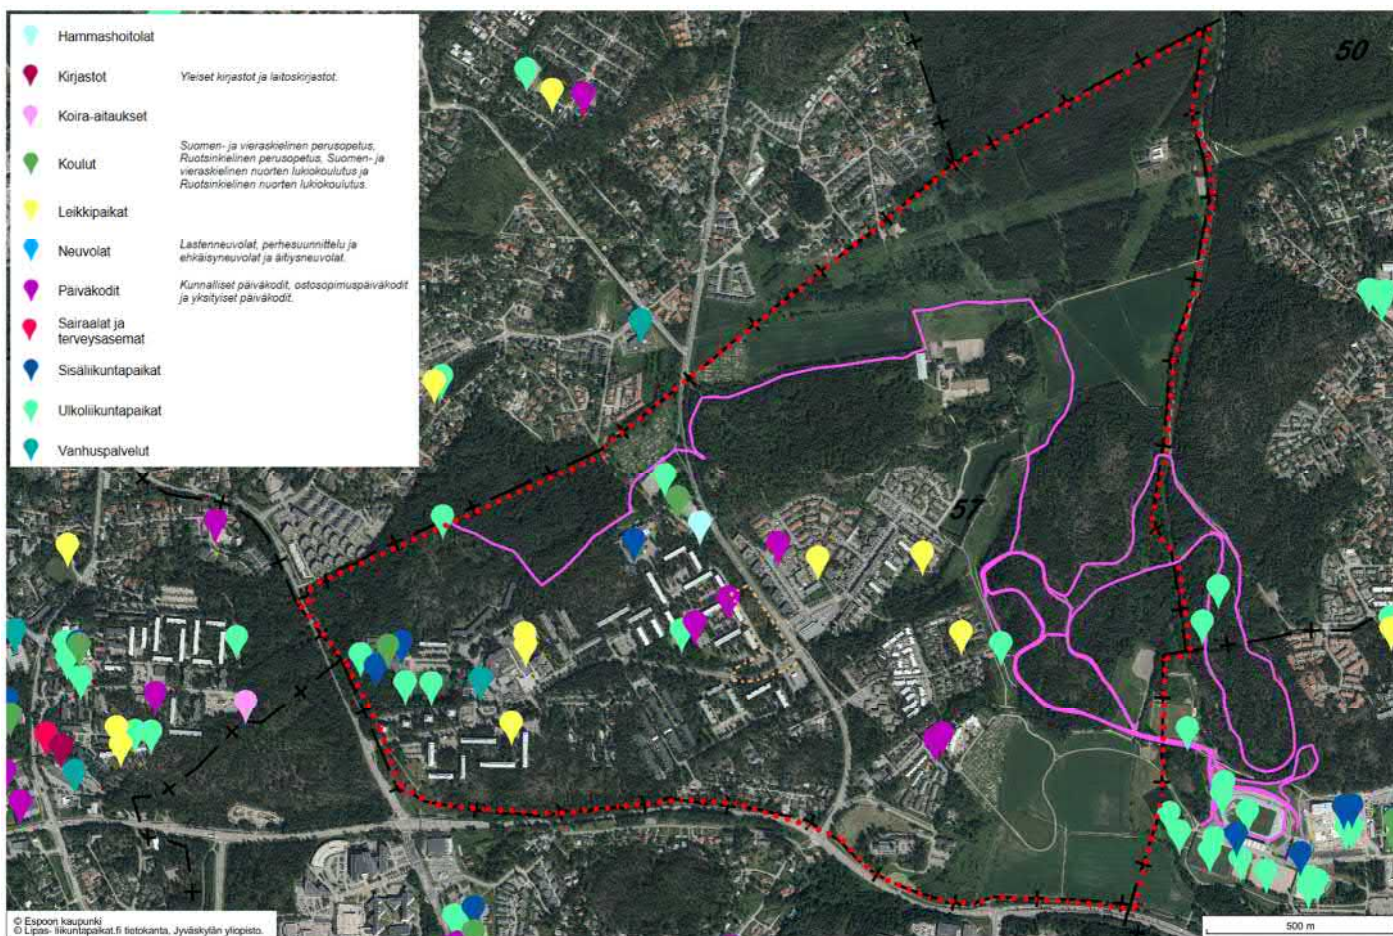 Hammashoitolat
Kirjastot
Yleiset kirjastot ja laitoskirjastot.
Koira-aitaukset
Koulut
Suomen- ja vieraskielinen perusopetus,
Ruotsinkielinen perusopetus, Suomen- ja
vieraskielinen nuorten lukiokoulutus ja
Ruotsinkielinen nuorten lukiokoulutus.
Leikkipaikat
Neuvolat
Lastenneuvolat, perhesuunnittelu ja
ehkäisyneuvolat ja äitiysneuvolat.
Päiväkodit
Kunnalliset päiväkodit, ostosopimuspäiväkodit
ja yksityiset päiväkodit.
Sairaalat ja
terveysasemat
Sisäliikuntapaikat
Ulkoliikuntapaikat
Vanhuspalvelut
50
57
© Espoon kaupunki
© Lipas- liikuntapaikat.fi tietokanta, Jyväskylän yliopisto.
500 m